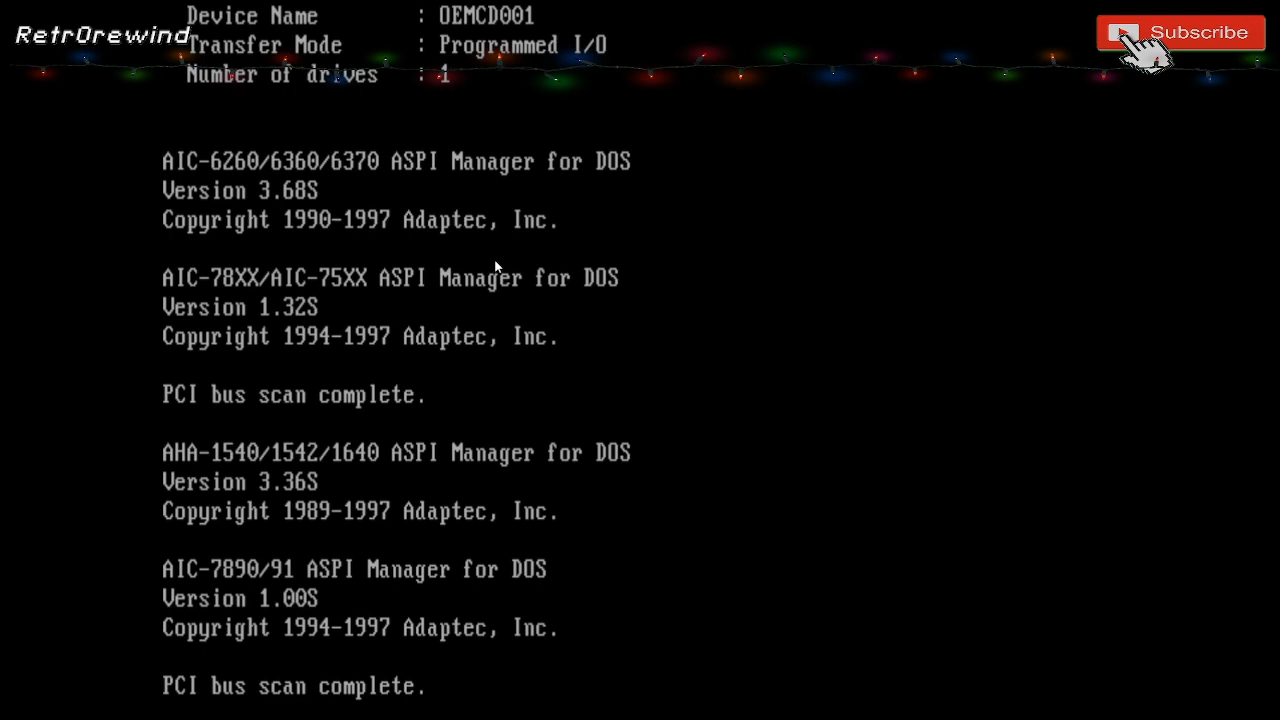 Device Name : OEMCD001
Retr0rewind
Transfer Mode : Programmed I/O
Subscribe
Number of drives : 1
AIC-6260/6360/6370 ASPI Manager for DOS
Version 3.68S
Copyright 1990-1997 Adaptec, Inc.
AIC-78XX/AIC-75XX ASPI Manager for DOS
Version 1.32S
Copyright 1994-1997 Adaptec, Inc.
PCI bus scan complete.
AHA-1540/1542/1640 ASPI Manager for DOS
Version 3.36S
Copyright 1989-1997 Adaptec, Inc.
AIC-7890/91 ASPI Manager for DOS
Version 1.00S
Copyright 1994-1997 Adaptec, Inc.
PCI bus scan complete.